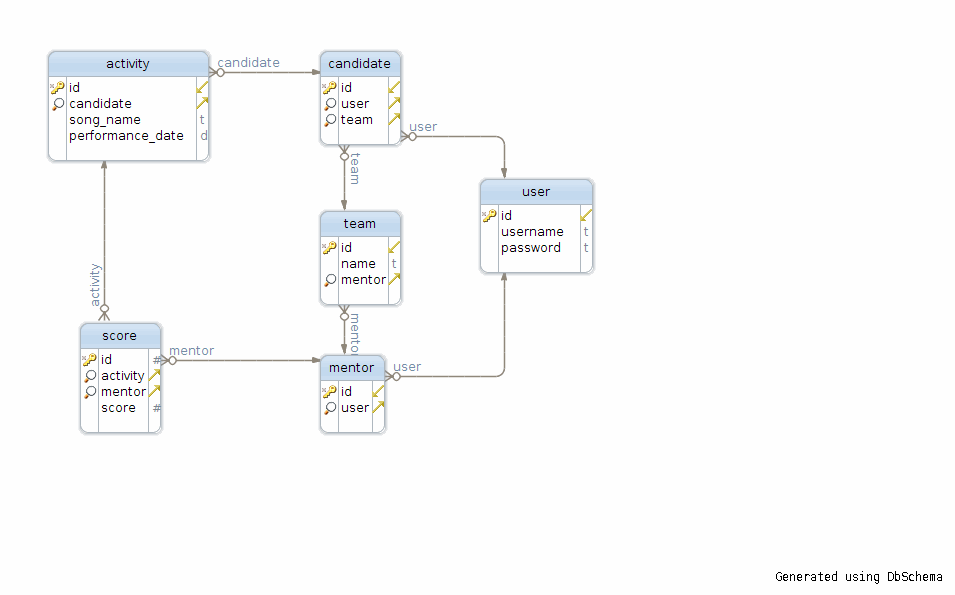 activity
id
candidate
song_name t
performance_date d
candidate
candidate
id
user
team
user
team
user
id
username t
password t
team
id
name t
mentor
activity
mentor
score
id #
activity
mentor
score #
mentor
mentor
id
user
user
Generated using DbSchema